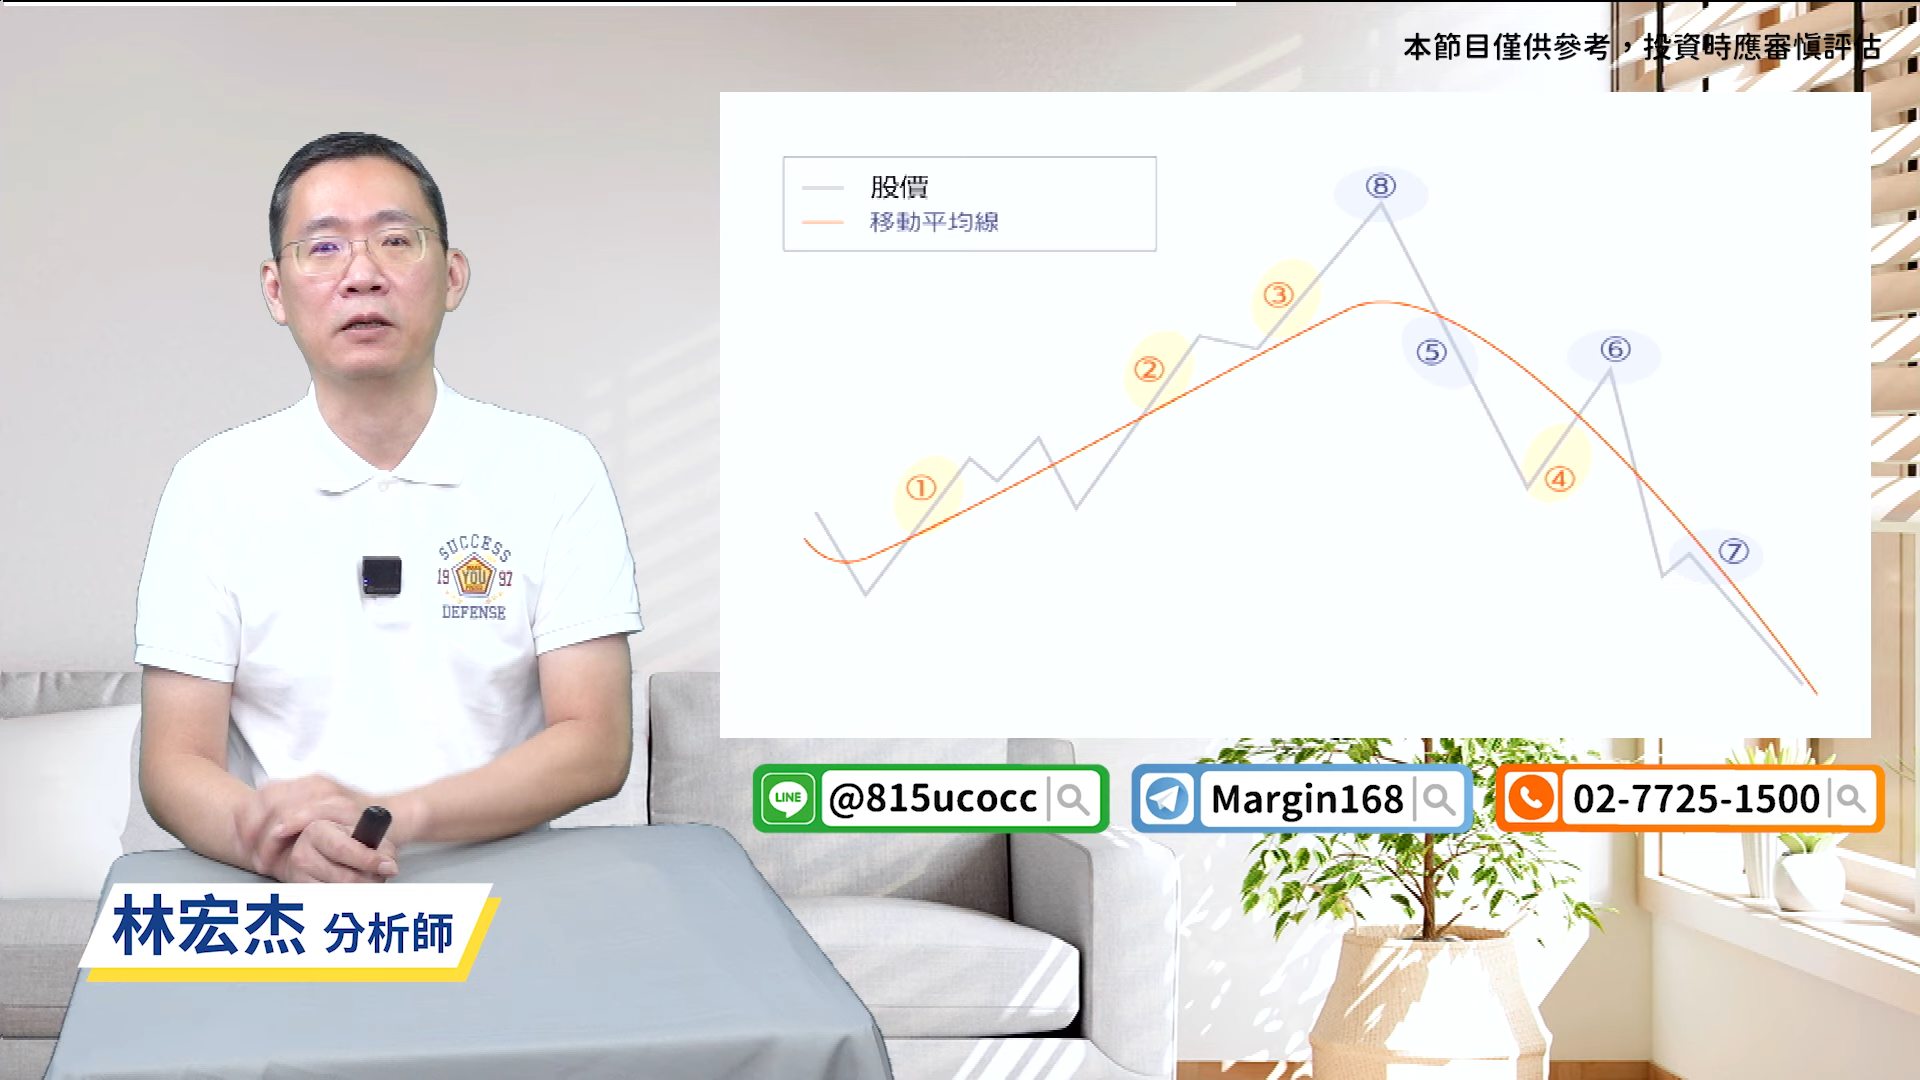 本節目僅供參考，投資時應審慎評估
股價
移動平均線
⑧
③
②
⑤
⑥
①
④
⑦
SUCCESS
19 YOU 97
DEFENSE
LINE @815ucocc
Margin168
02-7725-1500
林宏杰 分析師